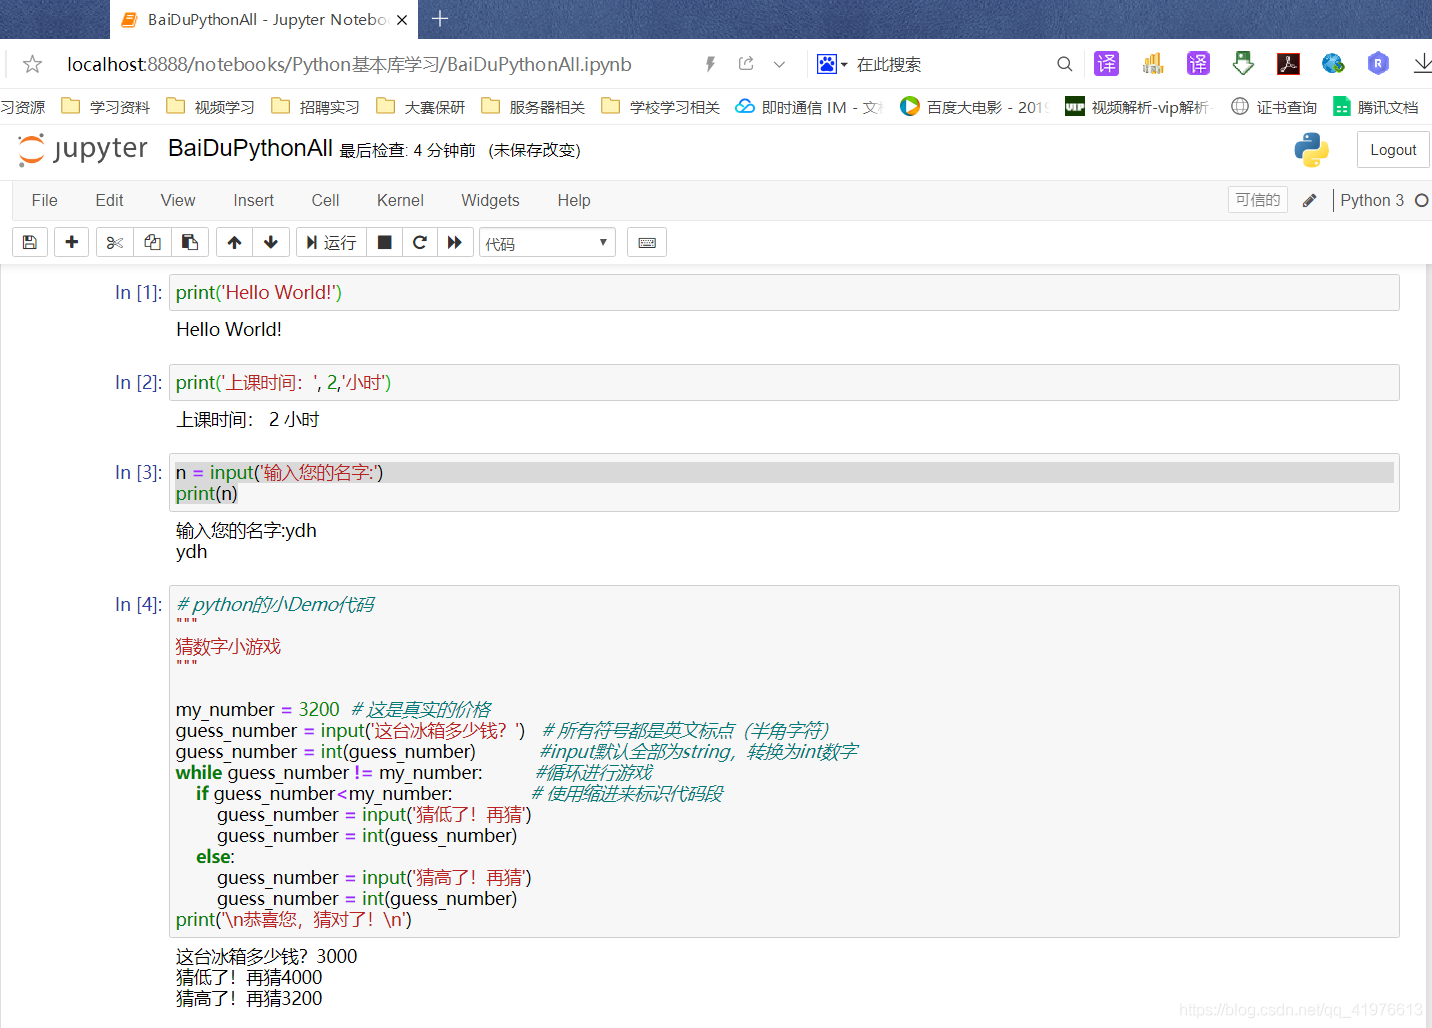 BaiDuPythonAll - Jupyter Notebo
localhost:8888/notebooks/Python基本库学习/BaiDuPythonAll.ipynb
在此搜索
译
译
R
习资源 学习资料 视频学习 招聘实习 大赛保研 服务器相关 学校学习相关 即时通信 IM - 文 百度大电影 - 2019 VIP 视频解析-vip解析- 证书查询 腾讯文档
jupyter BaiDuPythonAll 最后检查: 4 分钟前 (未保存改变)
Logout
File Edit View Insert Cell Kernel Widgets Help 可信的 Python 3
运行 代码
In [1]: print('Hello World!')
Hello World!
In [2]: print('上课时间：', 2,'小时')
上课时间： 2 小时
In [3]: n = input('输入您的名字:')
print(n)
输入您的名字:ydh
ydh
In [4]: # python的小Demo代码
"""
猜数字小游戏
"""
my_number = 3200 # 这是真实的价格
guess_number = input('这台冰箱多少钱？') # 所有符号都是英文标点（半角字符）
guess_number = int(guess_number) #input默认全部为string，转换为int数字
while guess_number != my_number: #循环进行游戏
if guess_number<my_number: # 使用缩进来标识代码段
guess_number = input('猜低了！再猜')
guess_number = int(guess_number)
else:
guess_number = input('猜高了！再猜')
guess_number = int(guess_number)
print('\n恭喜您，猜对了！\n')
这台冰箱多少钱？3000
猜低了！再猜4000
猜高了！再猜3200
https://blog.csdn.net/qq_41976613